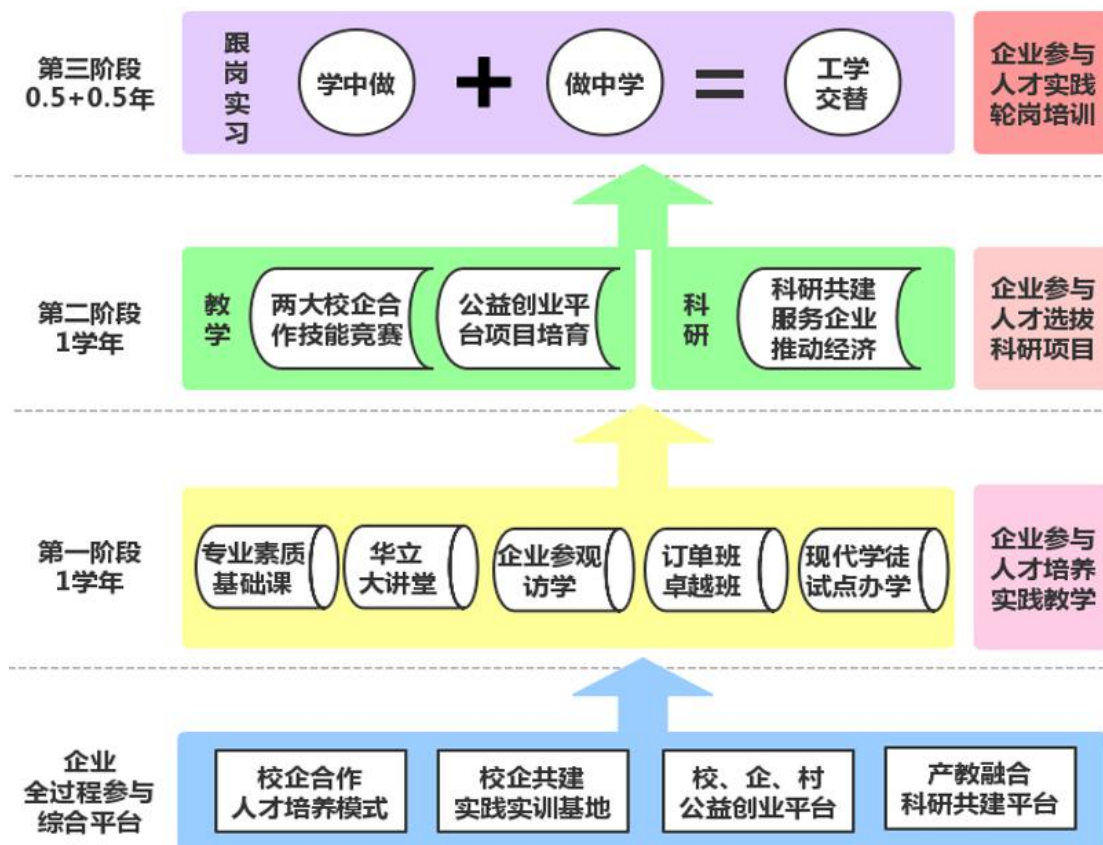 第三阶段
0.5+0.5年
跟岗实习
学中做
+
做中学
=
工学
交替
企业参与
人才实践
轮岗培训
第二阶段
1学年
教学
两大校企合
作技能竞赛
公益创业平
台项目培育
科研
科研共建
服务企业
推动经济
企业参与
人才选拔
科研项目
第一阶段
1学年
专业素质
基础课
华立
大讲堂
企业参观
访学
订单班
卓越班
现代学徒
试点办学
企业参与
人才培养
实践教学
企业
全过程参与
综合平台
校企合作
人才培养模式
校企共建
实践实训基地
校、企、村
公益创业平台
产教融合
科研共建平台